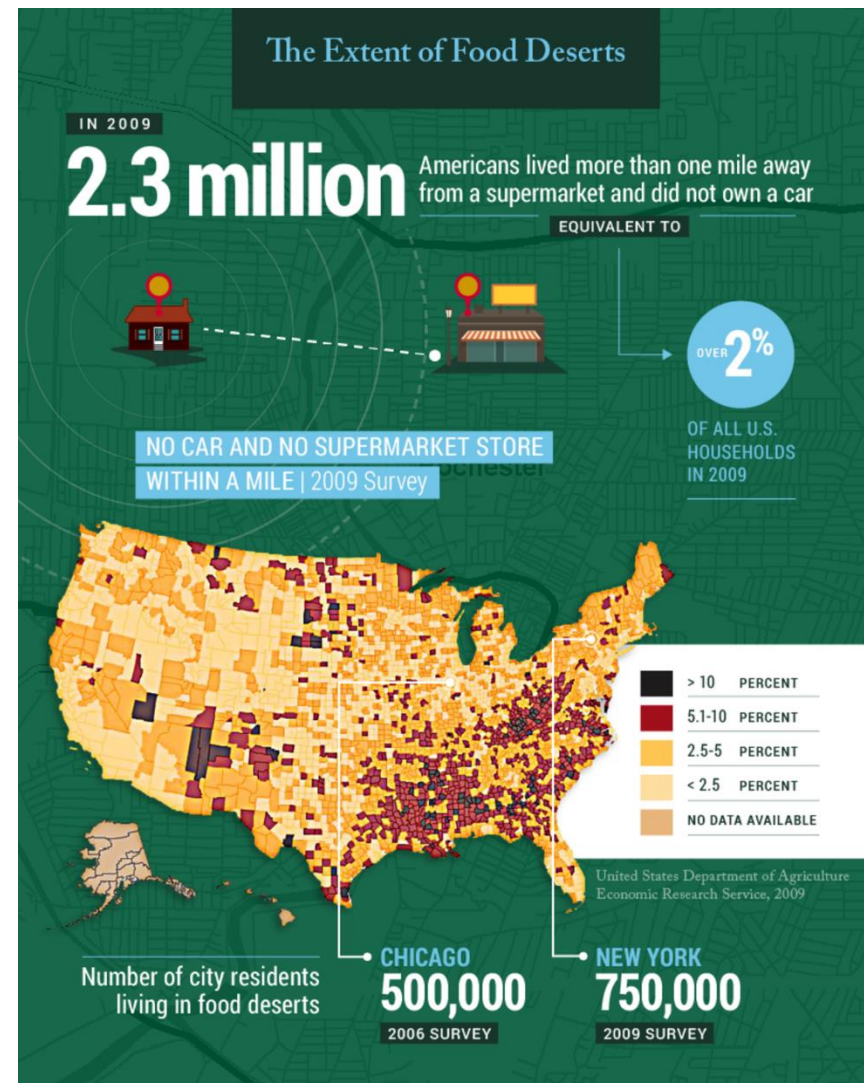 The Extent of Food Deserts
IN 2009
2.3 million
Americans lived more than one mile away
from a supermarket and did not own a car
EQUIVALENT TO
OVER 2%
OF ALL U.S.
HOUSEHOLDS
IN 2009
NO CAR AND NO SUPERMARKET STORE
WITHIN A MILE | 2009 Survey
> 10 PERCENT
5.1-10 PERCENT
2.5-5 PERCENT
< 2.5 PERCENT
NO DATA AVAILABLE
United States Department of Agriculture
Economic Research Service, 2009
Number of city residents
living in food deserts
CHICAGO
500,000
2006 SURVEY
NEW YORK
750,000
2009 SURVEY